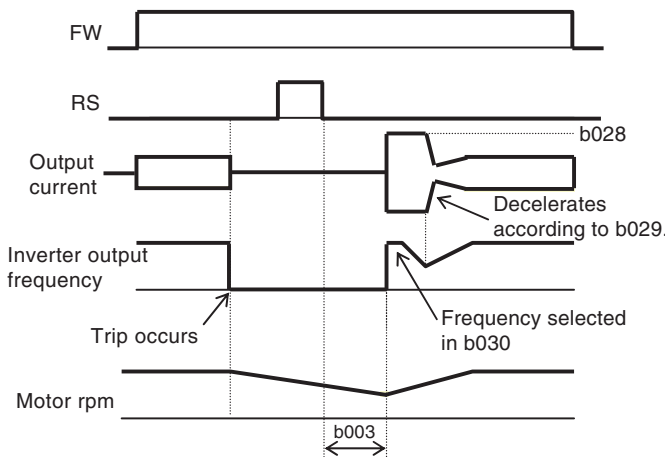 FW
RS
b028
Output
current
Decelerates
according to b029.
Inverter output
frequency
Frequency selected
in b030
Trip occurs
Motor rpm
b003